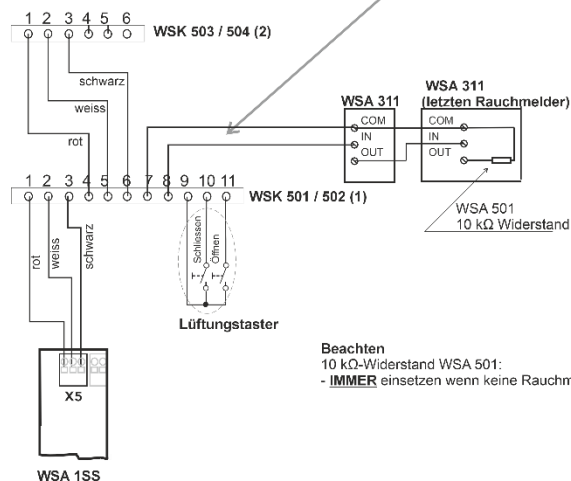 1 2 3 4 5 6
WSK 503 / 504 (2)
schwarz
weiss
rot
WSA 311
WSA 311
(letzten Rauchmelder)
COM
IN
OUT
COM
IN
OUT
1 2 3 4 5 6 7 8 9 10 11
WSK 501 / 502 (1)
WSA 501
10 kΩ Widerstand
rot
weiss
schwarz
Schliessen
Öffnen
Lüftungstaster
X5
WSA 1SS
Beachten
10 kΩ-Widerstand WSA 501:
- IMMER einsetzen wenn keine